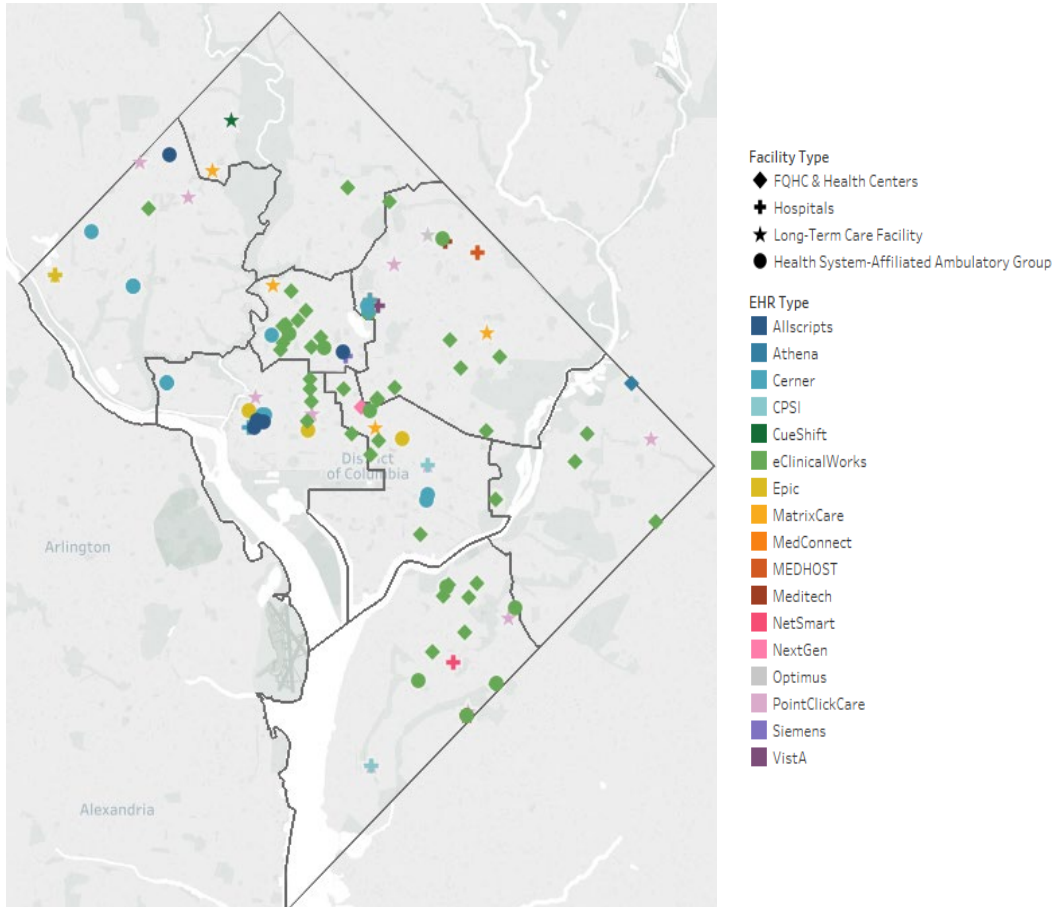 District
of Columbia
Arlington
Alexandria
Facility Type
FQHC & Health Centers
Hospitals
Long-Term Care Facility
Health System-Affiliated Ambulatory Group
EHR Type
Allscripts
Athena
Cerner
CPSI
CueShift
eClinicalWorks
Epic
MatrixCare
MedConnect
MEDHOST
Meditech
NetSmart
NextGen
Optimus
PointClickCare
Siemens
VistA